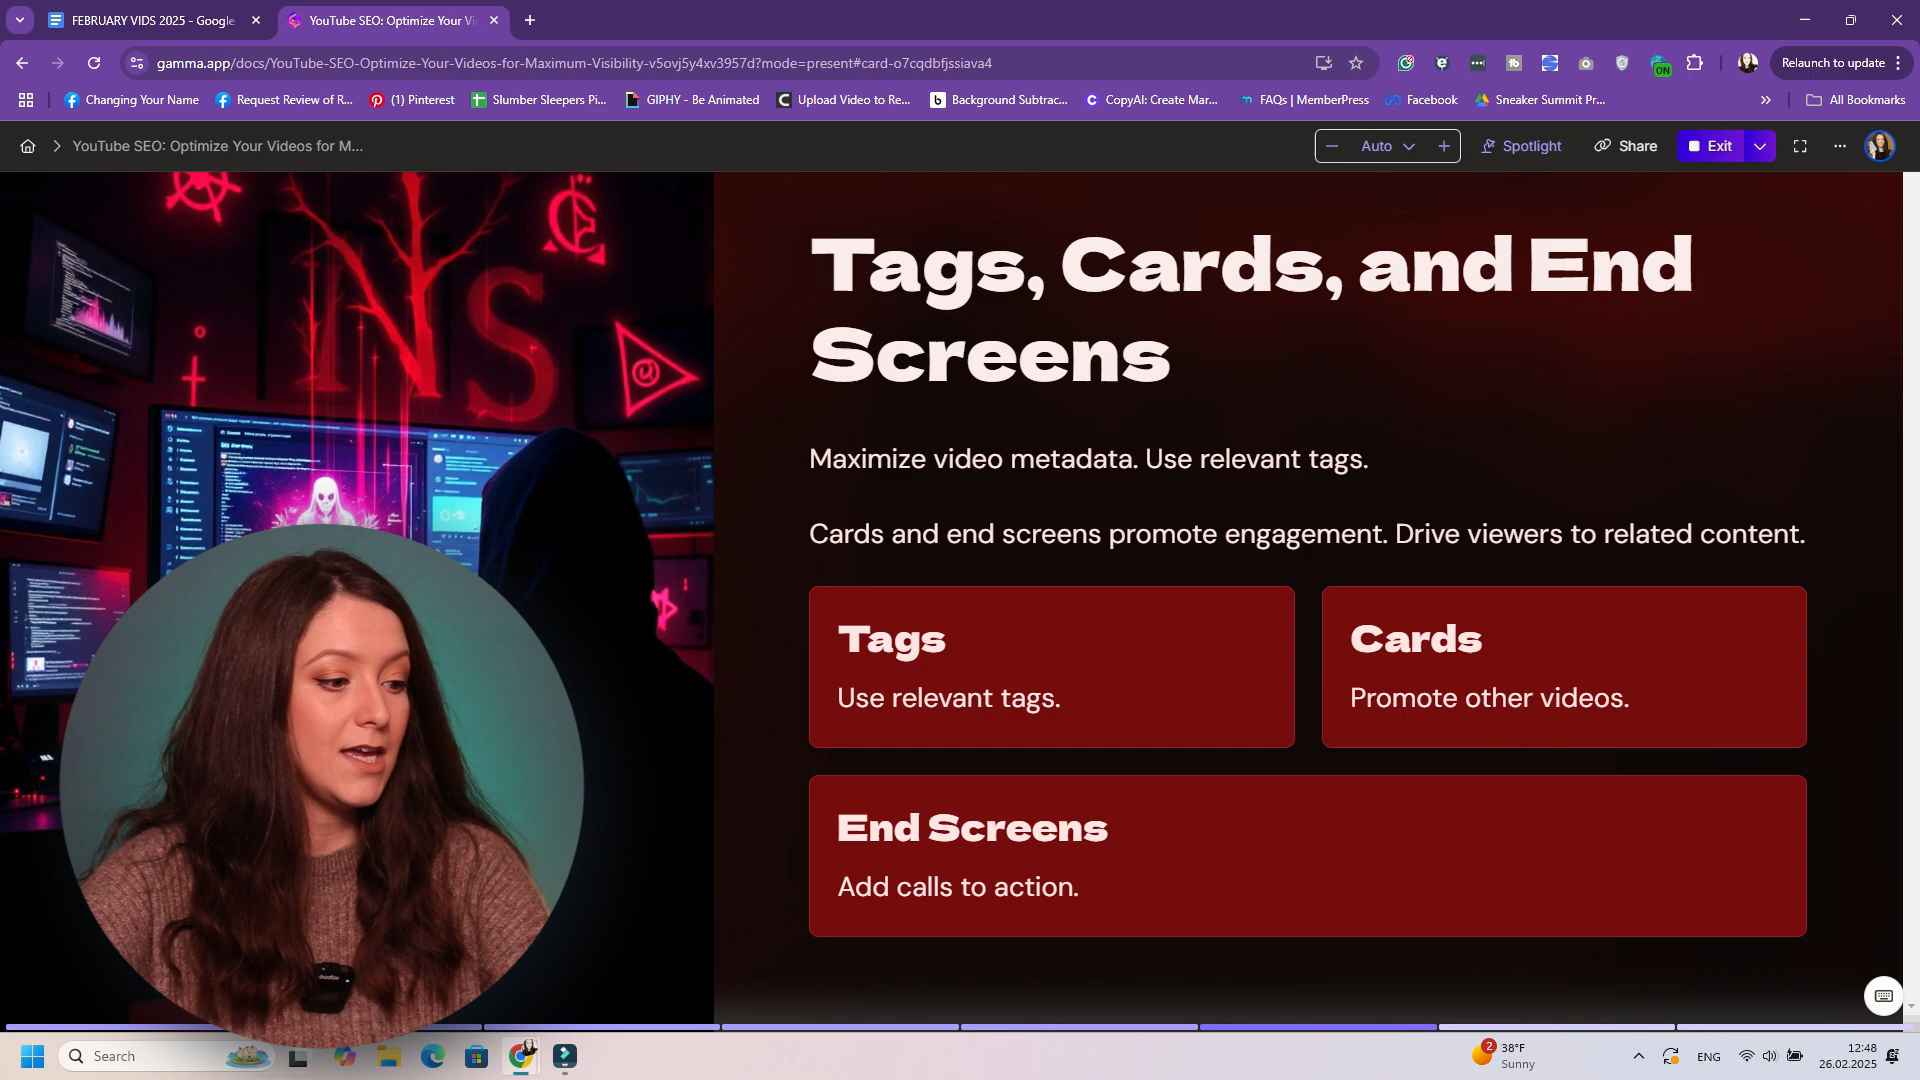 FEBRUARY VIDS 2025 - Google
YouTube SEO: Optimize Your Vi
gamma.app/docs/YouTube-SEO-Optimize-Your-Videos-for-Maximum-Visibility-v5ovj5y4xv3957d?mode=present#card-o7cqdbfjssiava4
ON
Relaunch to update
Changing Your Name
Request Review of R...
(1) Pinterest
Slumber Sleepers Pi...
GIPHY - Be Animated
Upload Video to Re...
Background Subtrac...
CopyAI: Create Mar...
FAQs | MemberPress
Facebook
Sneaker Summit Pr...
All Bookmarks
YouTube SEO: Optimize Your Videos for M...
Auto
Spotlight
Share
Exit
Tags, Cards, and End
Screens
Maximize video metadata. Use relevant tags.
Cards and end screens promote engagement. Drive viewers to related content.
Tags
Use relevant tags.
Cards
Promote other videos.
End Screens
Add calls to action.
Godox
Search
2
38°F
Sunny
ENG
12:48
26.02.2025